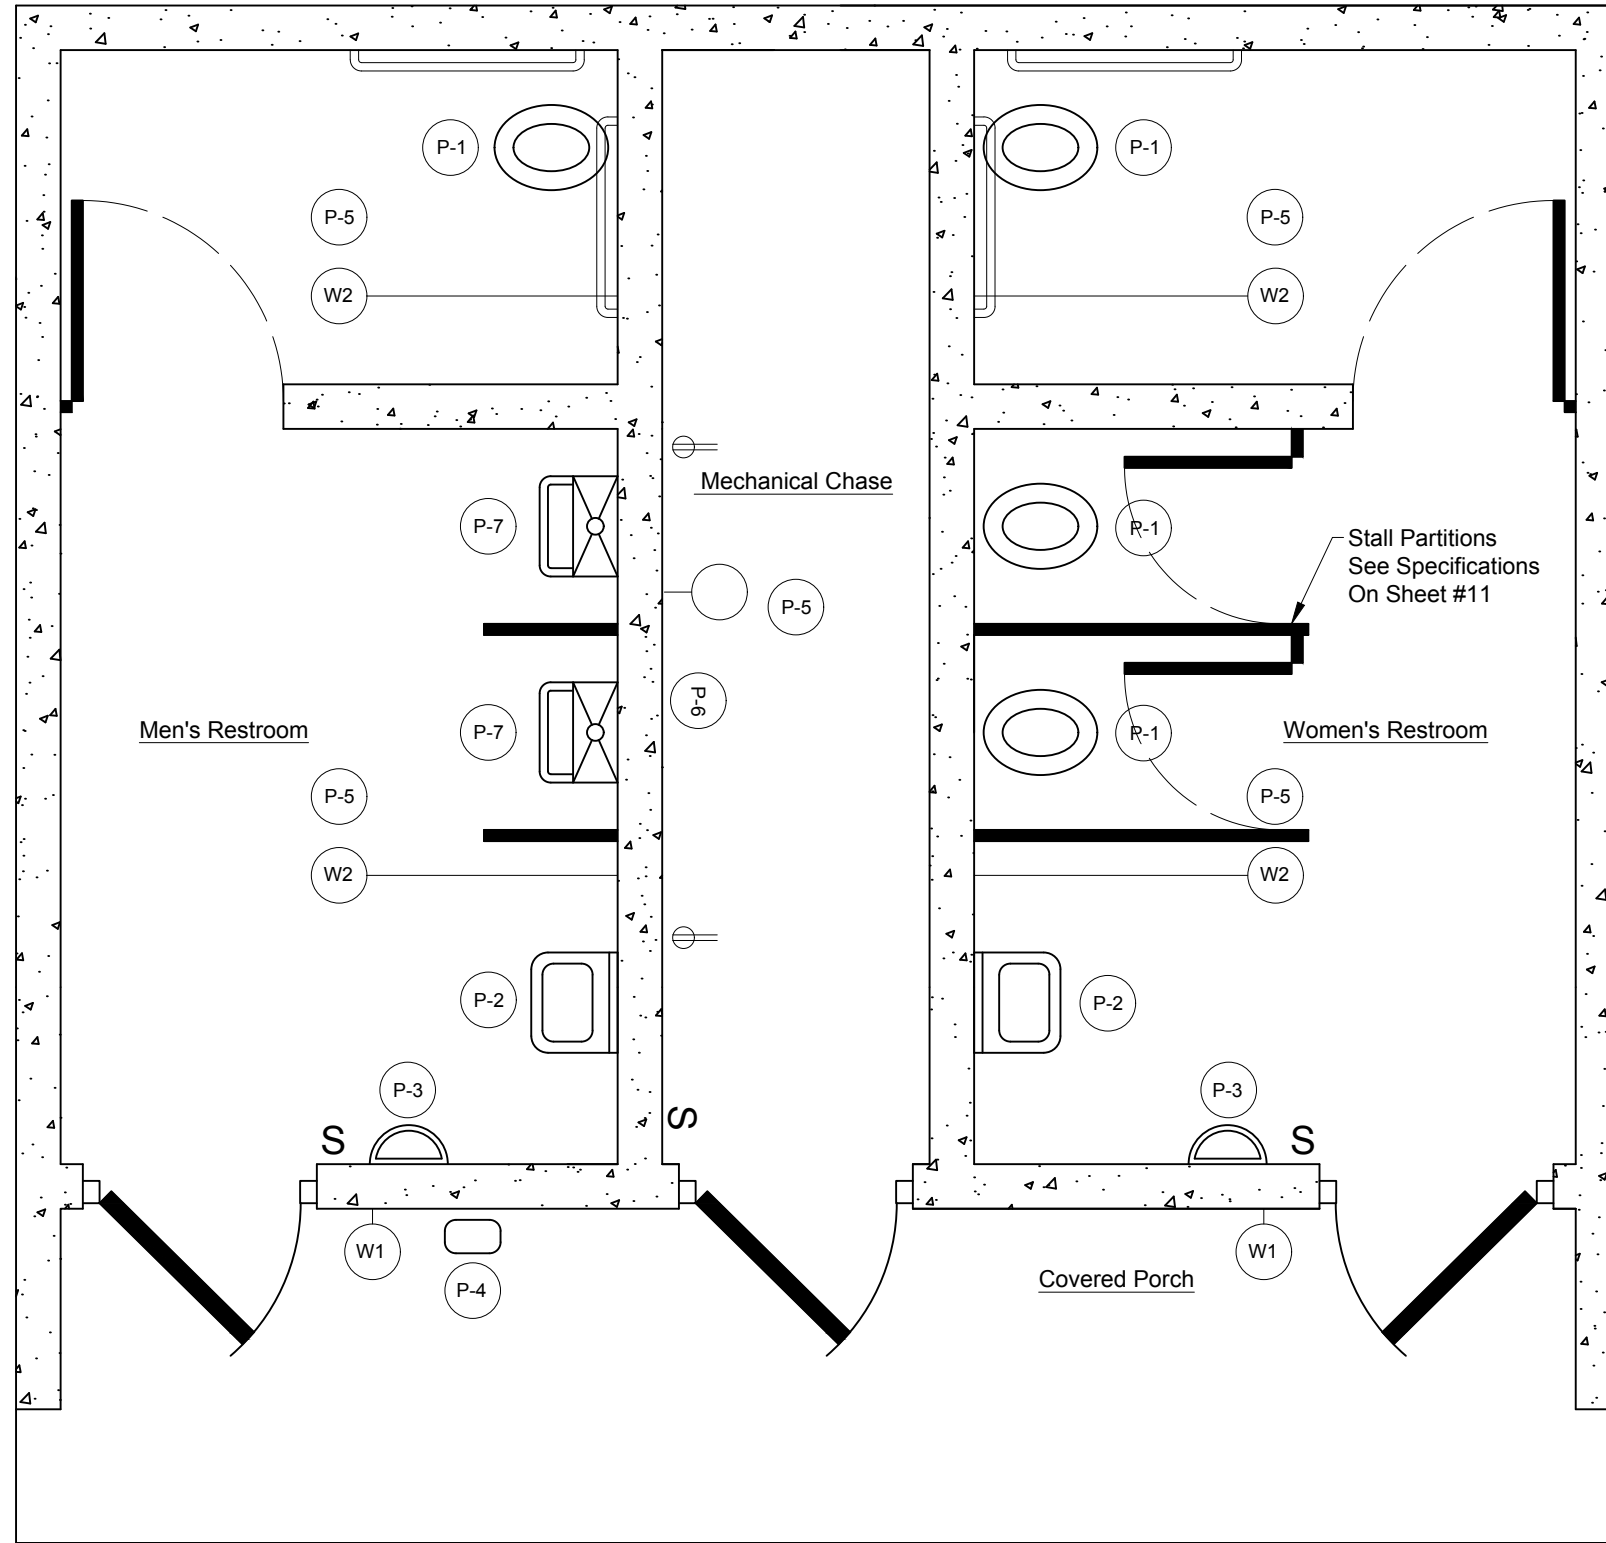 P-1
P-1
P-5
P-5
W2
W2
Mechanical Chase
P-7
P-1
Stall Partitions
See Specifications
On Sheet #11
P-5
P-6
Men's Restroom
P-7
P-1
Women's Restroom
P-5
P-5
W2
W2
P-2
P-2
P-3
P-3
S
S
S
W1
W1
P-4
Covered Porch